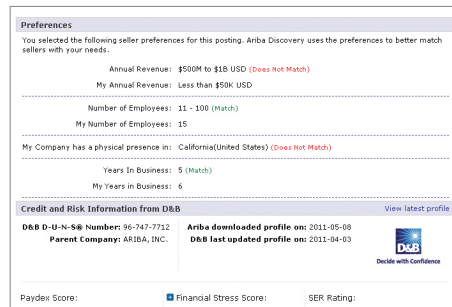 Preferences
You selected the following seller preferences for this posting. Ariba Discovery uses the preferences to better match
sellers with your needs.
Annual Revenue: $500M to $1B USD (Does Not Match)
My Annual Revenue: Less than $50K USD
Number of Employees: 11 - 100 (Match)
My Number of Employees: 15
My Company has a physical presence in: California(United States) (Does Not Match)
Years In Business: 5 (Match)
My Years in Business: 6
Credit and Risk Information from D&B View latest profile
D&B D-U-N-S® Number: 96-747-7712 Ariba downloaded profile on: 2011-05-08
Parent Company: ARIBA, INC. D&B last updated profile on: 2011-04-03
D&B
Decide with Confidence
Paydex Score: Financial Stress Score: SER Rating: